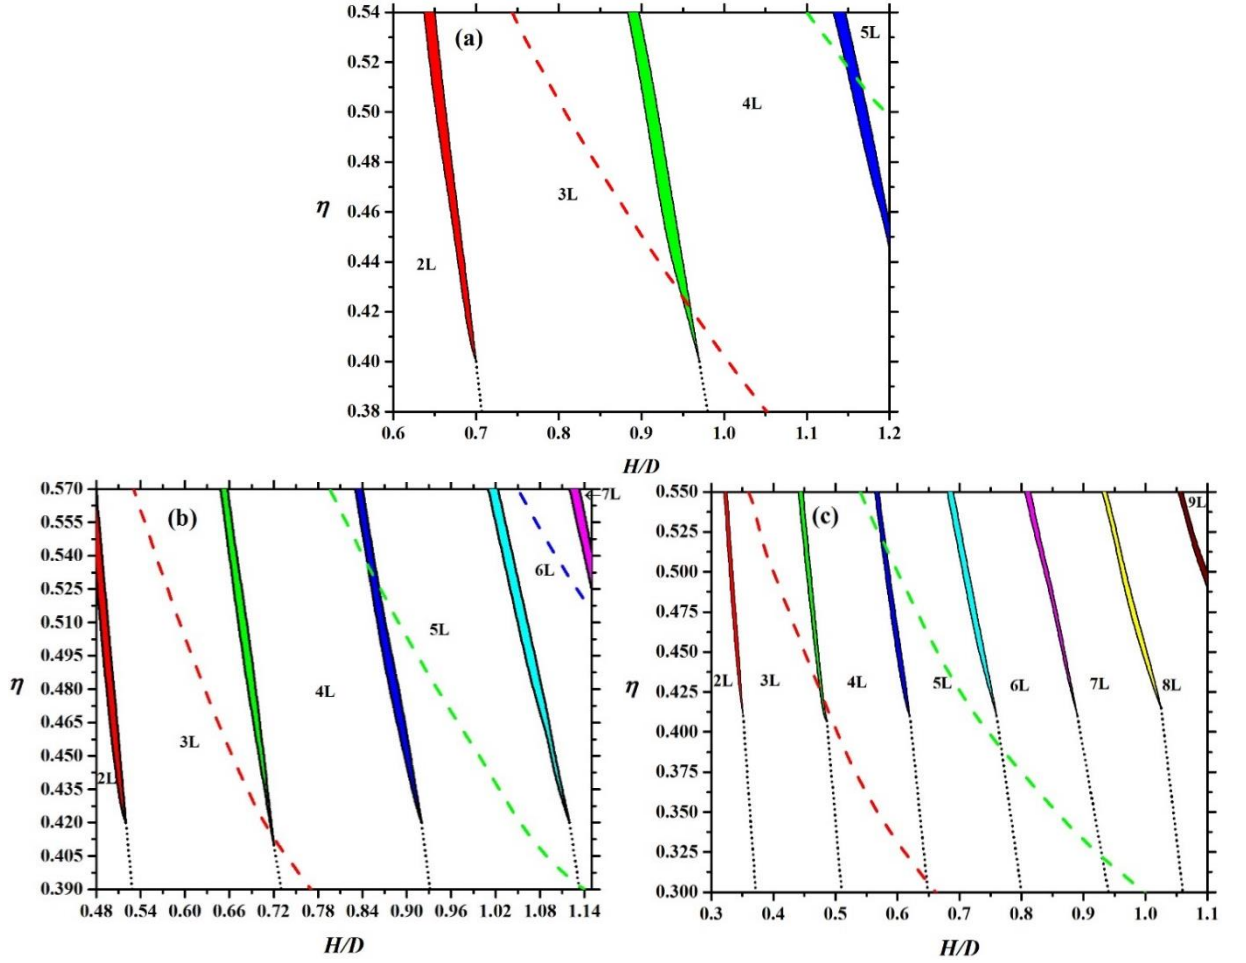 (a)
0.54
0.52
0.50
0.48
0.46
0.44
0.42
0.40
0.38
η
2L
3L
4L
5L
0.6 0.7 0.8 0.9 1.0 1.1 1.2
H/D
(b)
0.570
0.555
0.540
0.525
0.510
0.495
0.480
0.465
0.450
0.435
0.420
0.405
0.390
η
2L
3L
4L
5L
6L
←7L
0.48 0.54 0.60 0.66 0.72 0.78 0.84 0.90 0.96 1.02 1.08 1.14
H/D
(c)
0.550
0.525
0.500
0.475
0.450
0.425
0.400
0.375
0.350
0.325
0.300
η
2L 3L 4L 5L 6L 7L 8L
9L
0.3 0.4 0.5 0.6 0.7 0.8 0.9 1.0 1.1
H/D